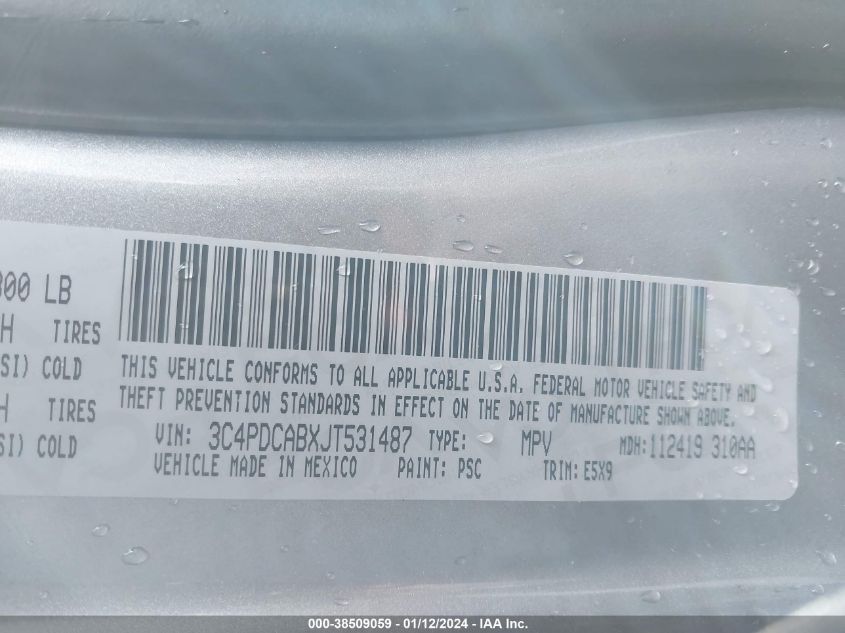 300 LB
H TIRES
SI) COLD
H TIRES
SI) COLD
THIS VEHICLE CONFORMS TO ALL APPLICABLE U.S.A. FEDERAL MOTOR VEHICLE SAFETY AND
THEFT PREVENTION STANDARDS IN EFFECT ON THE DATE OF MANUFACTURE SHOWN ABOVE.
VIN: 3C4PDCABXJT531487 TYPE: MPV MDH:112419 310AA
VEHICLE MADE IN MEXICO PAINT: PSC TRIM: E5X9
000-38509059 - 01/12/2024 - IAA Inc.